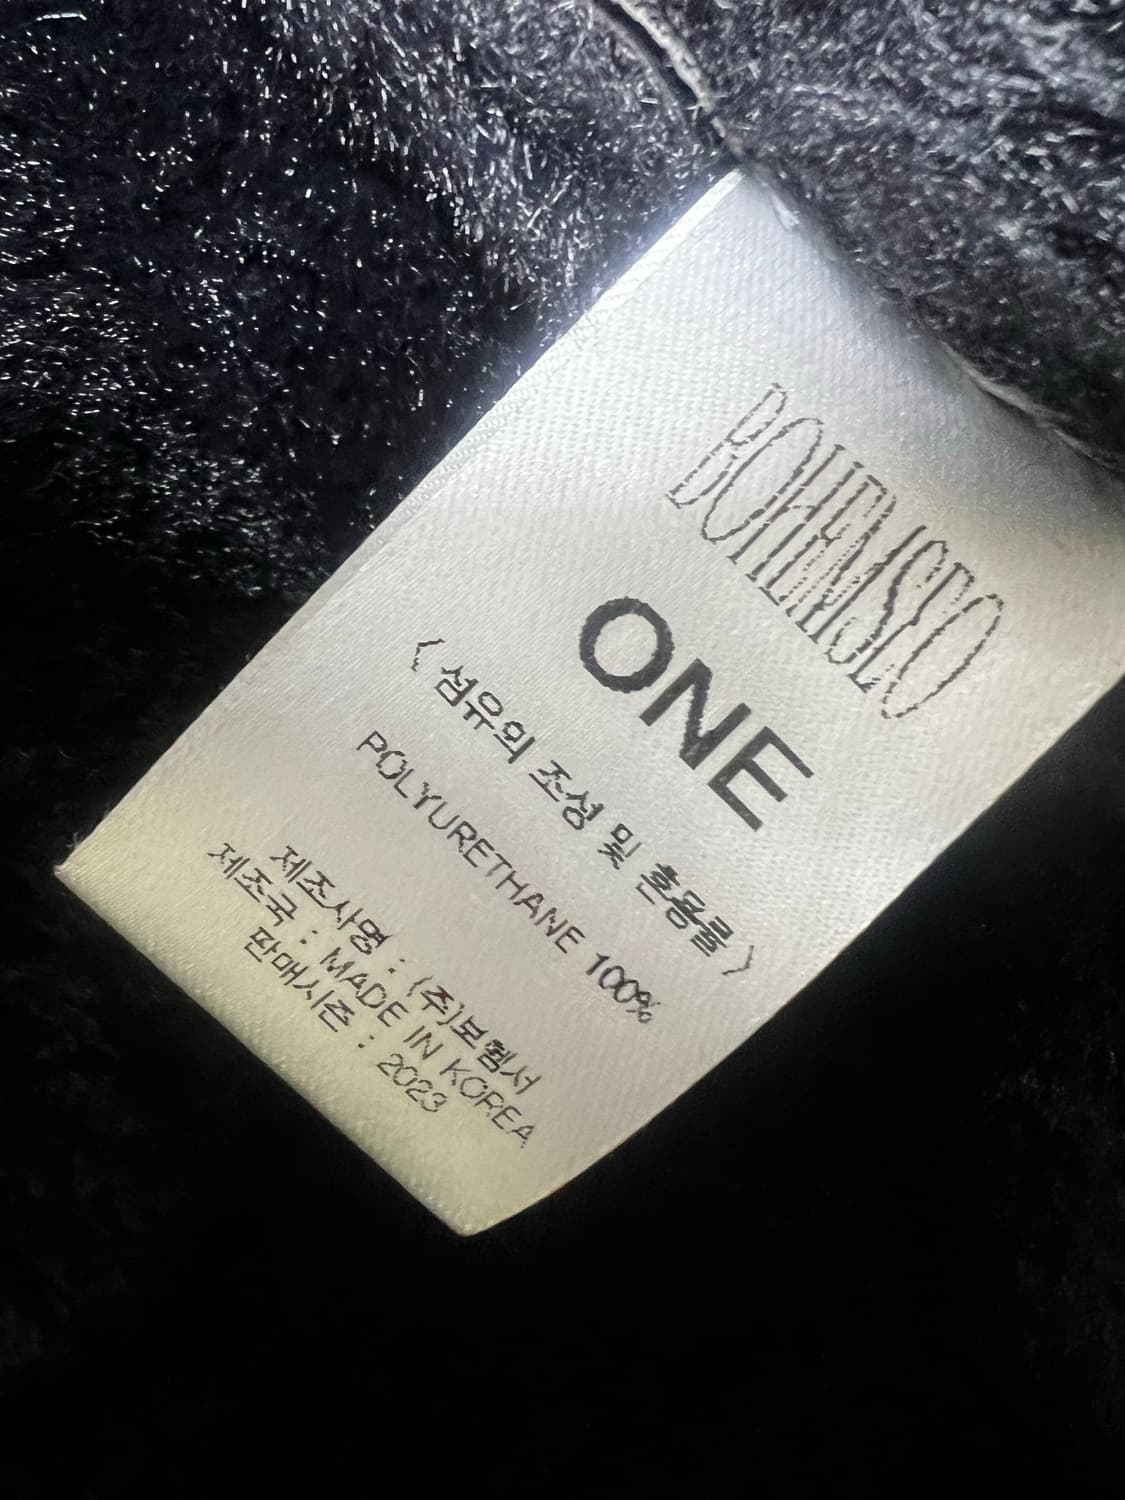 BOHEMSEO
ONE
〈 섬유의 조성 및 혼용률 〉
POLYURETHANE 100%
제조사명 : (주)보헴서
제조국 : MADE IN KOREA
판매시즌 : 2023